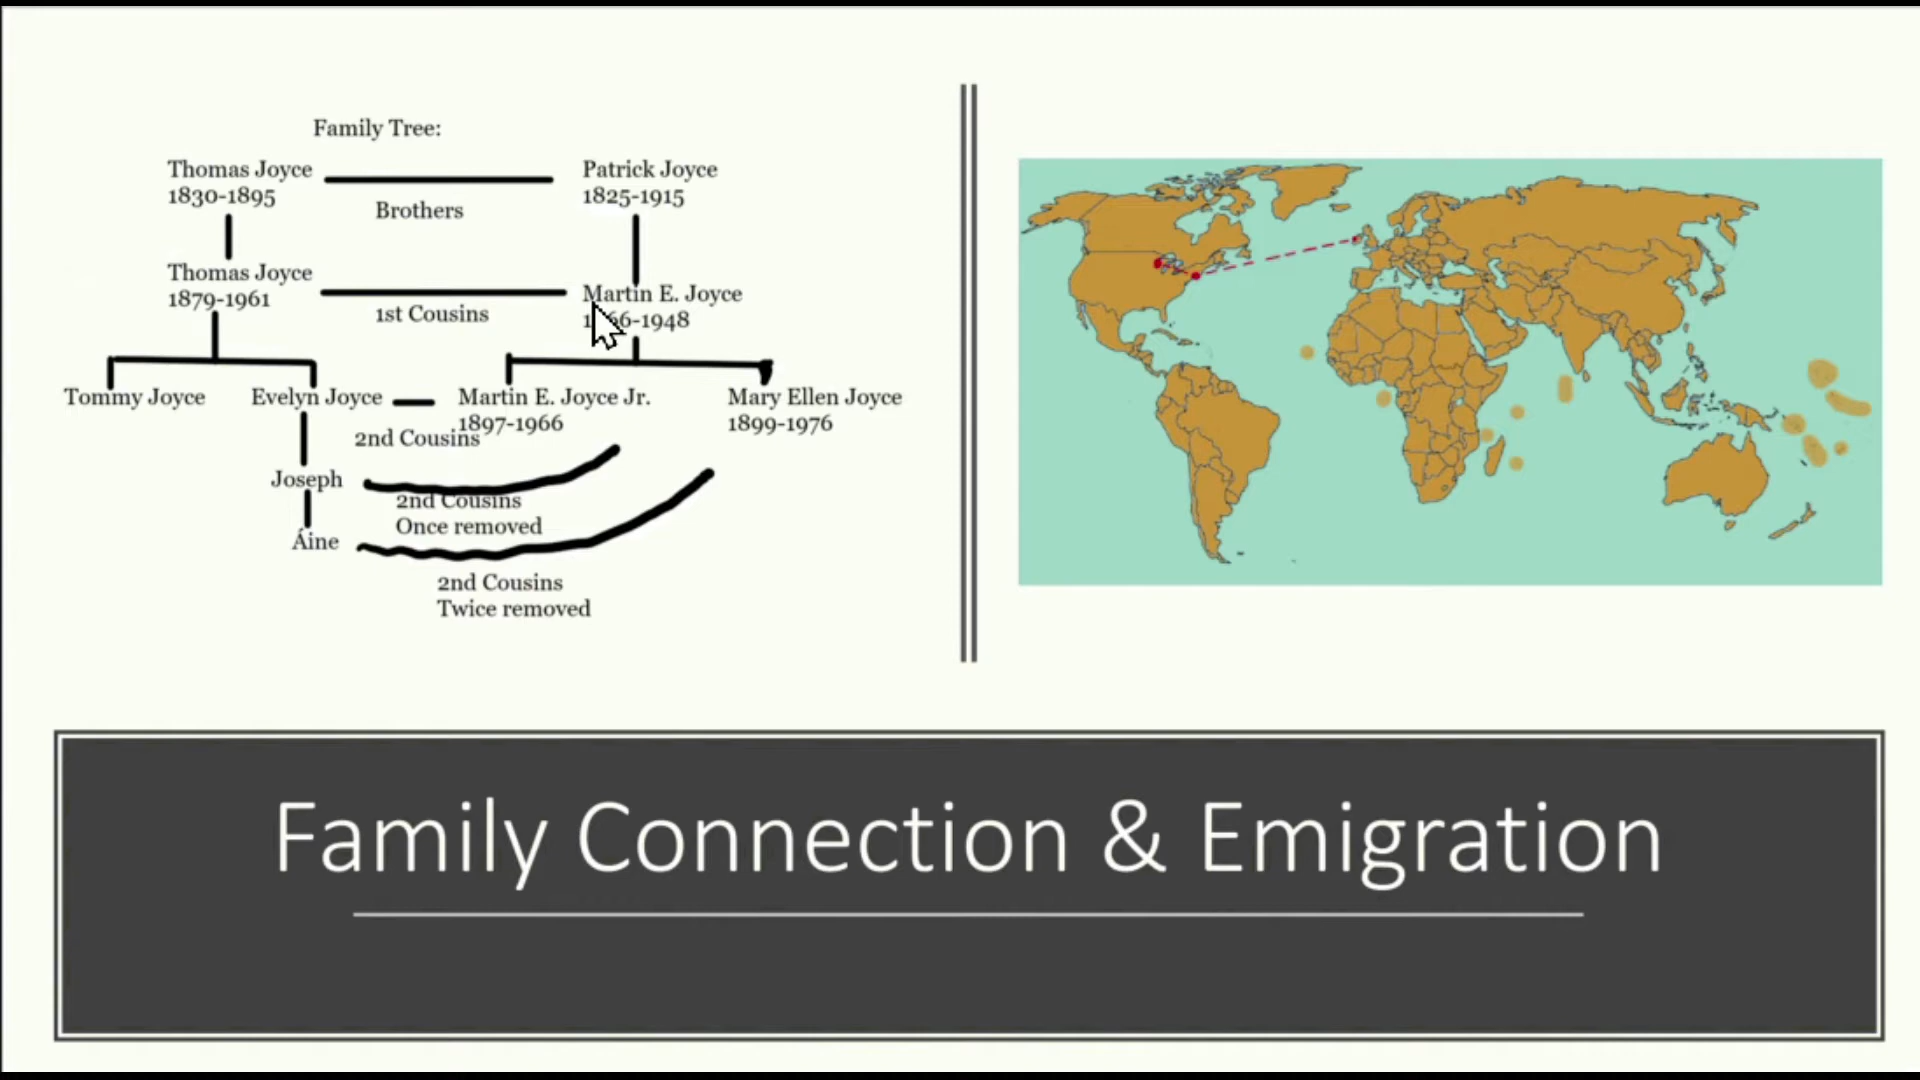 Family Tree:
Thomas Joyce
1830-1895
Brothers
Patrick Joyce
1825-1915
Thomas Joyce
1879-1961
1st Cousins
Martin E. Joyce
-1948
Tommy Joyce
Evelyn Joyce
2nd Cousins
Martin E. Joyce Jr.
1897-1966
Mary Ellen Joyce
1899-1976
Joseph
2nd Cousins
Once removed
Áine
2nd Cousins
Twice removed
Family Connection & Emigration